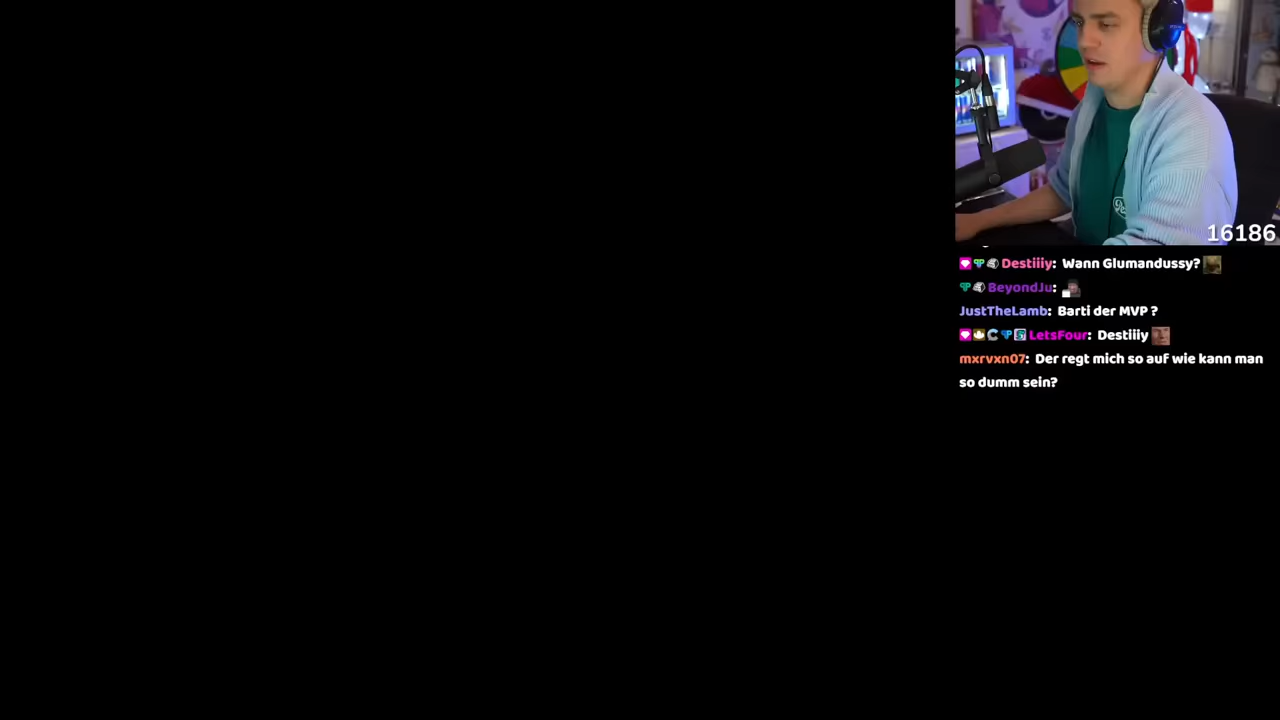 16186
Destiiiy: Wann Glumandussy?
BeyondJu:
JustTheLamb: Barti der MVP ?
LetsFour: Destiiiy
mxrvxn07: Der regt mich so auf wie kann man
so dumm sein?